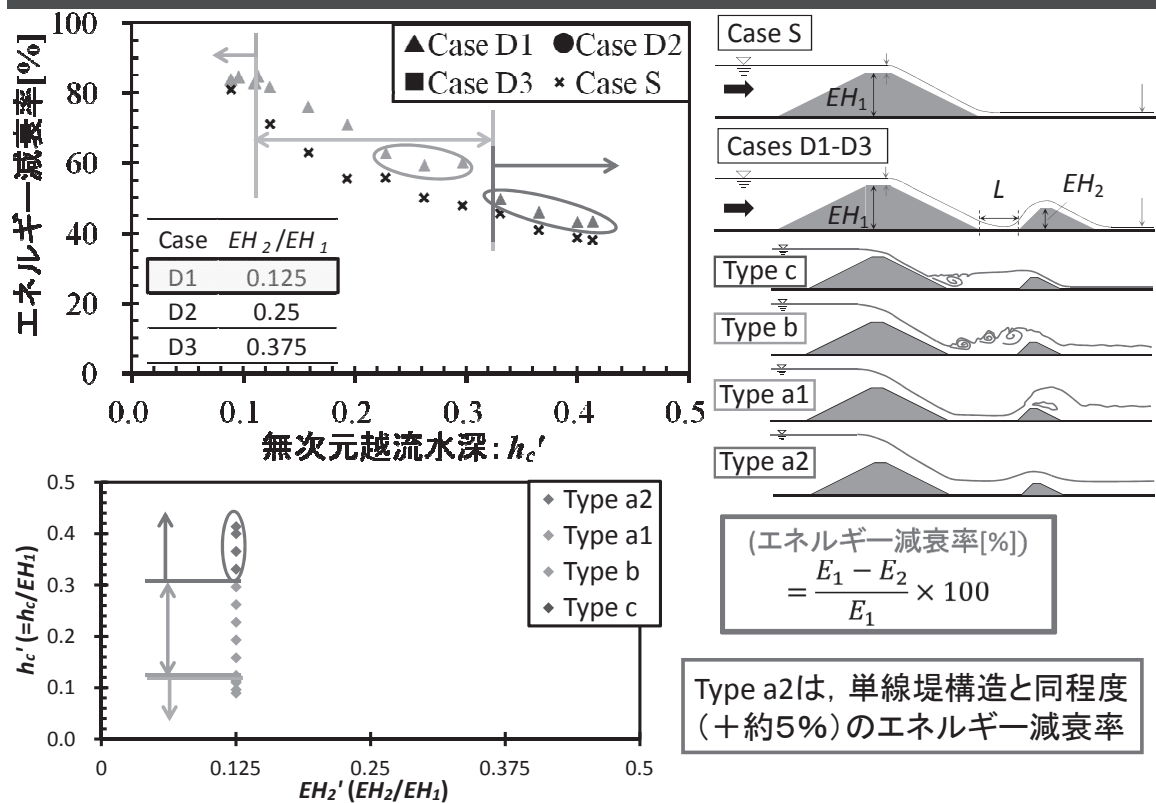 100
80
60
40
20
0
エネルギー減衰率[%]
▲Case D1 ●Case D2
■Case D3 × Case S
Case EH₂/EH₁
D1 0.125
D2 0.25
D3 0.375
0.0 0.1 0.2 0.3 0.4 0.5
無次元越流水深: hc'
Case S
EH₁
Cases D1-D3
EH₁
L
EH₂
Type c
Type b
Type a1
Type a2
0.5
0.4
0.3
0.2
0.1
0.0
hc' (=hc/EH₁)
Type a2
Type a1
Type b
Type c
0 0.125 0.25 0.375 0.5
EH₂' (EH₂/EH₁)
(エネルギー減衰率[%])
= (E₁ − E₂)/E₁ × 100
Type a2は，単線堤構造と同程度
（＋約5%）のエネルギー減衰率